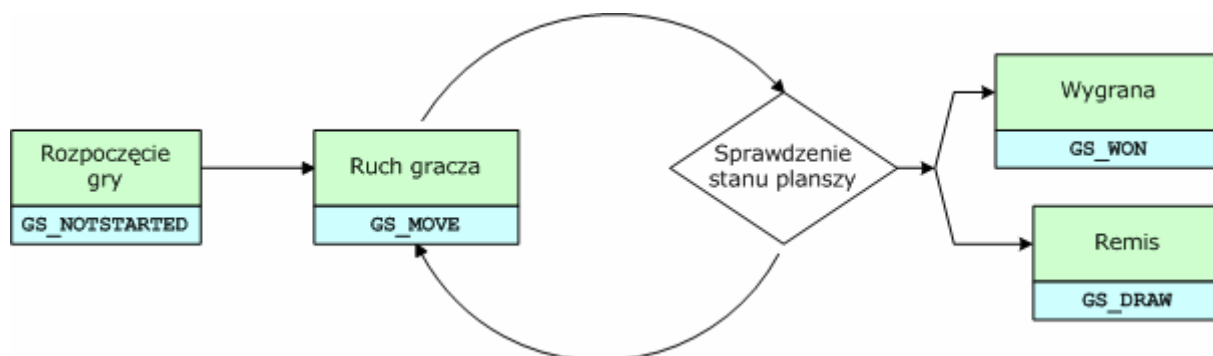 Rozpoczęcie
gry
GS_NOTSTARTED
Ruch gracza
GS_MOVE
Sprawdzenie
stanu planszy
Wygrana
GS_WON
Remis
GS_DRAW